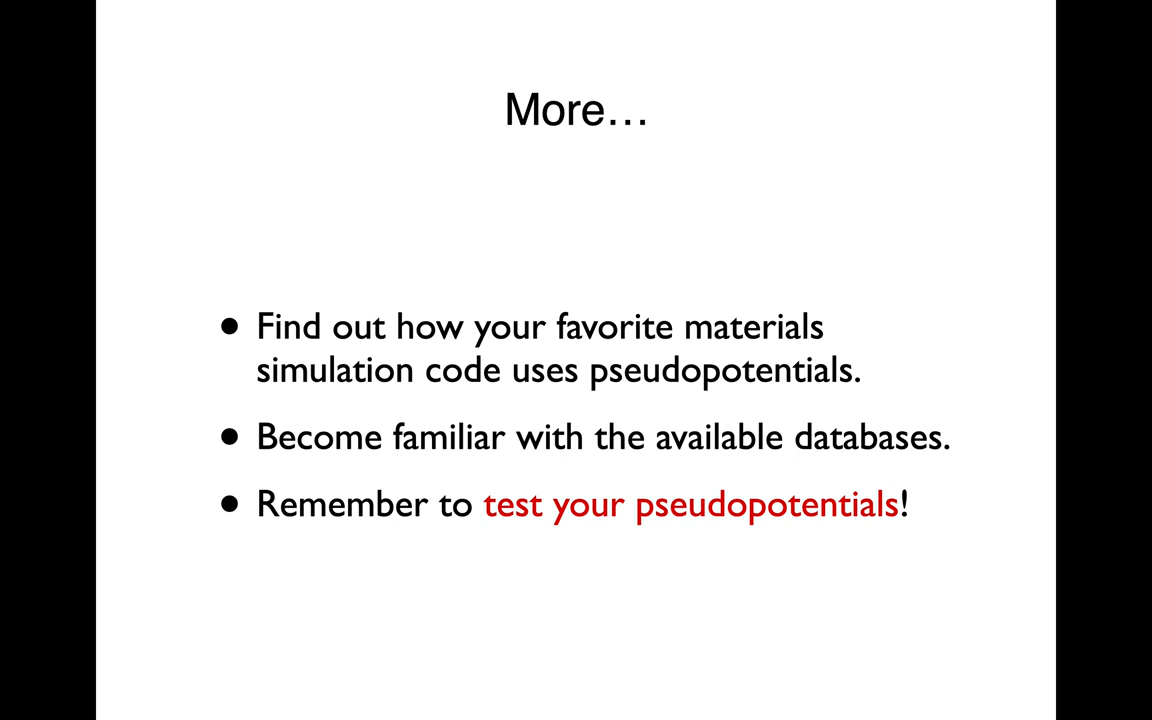 More…
• Find out how your favorite materials
simulation code uses pseudopotentials.
• Become familiar with the available databases.
• Remember to test your pseudopotentials!